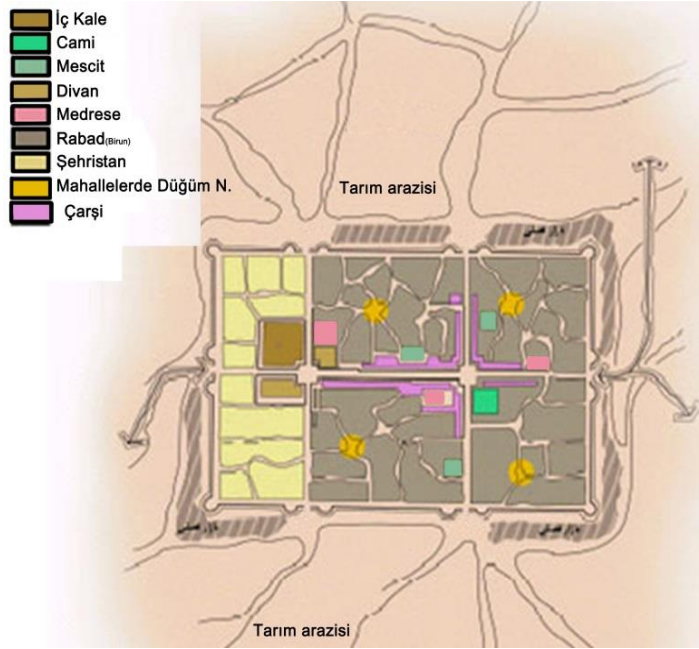 İç Kale
Cami
Mescit
Divan
Medrese
Rabad(Birun)
Şehristan
Mahallelerde Düğüm N.
Çarşi
Tarım arazisi
Tarım arazisi